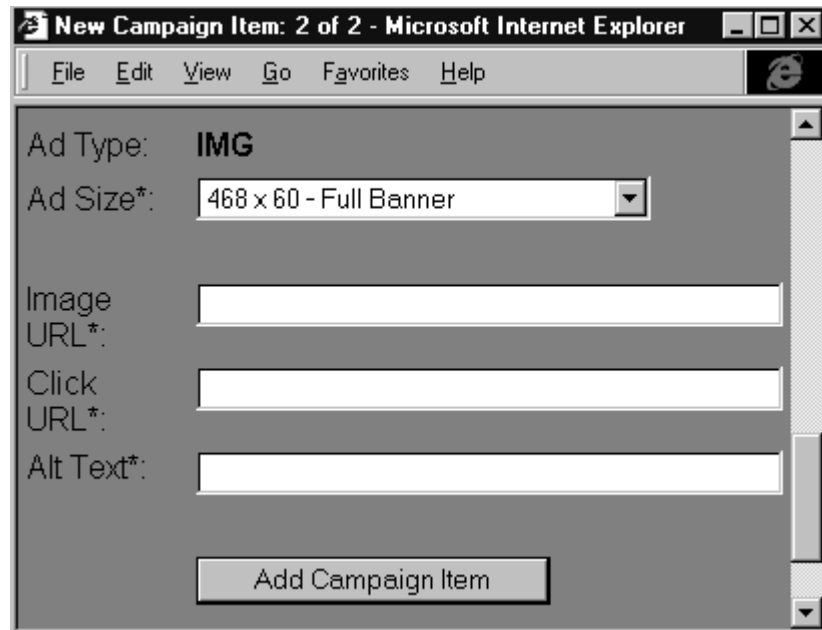 New Campaign Item: 2 of 2 - Microsoft Internet Explorer
File Edit View Go Favorites Help
Ad Type: IMG
Ad Size*: 468 x 60 - Full Banner
Image
URL*:
Click
URL*:
Alt Text*:
Add Campaign Item